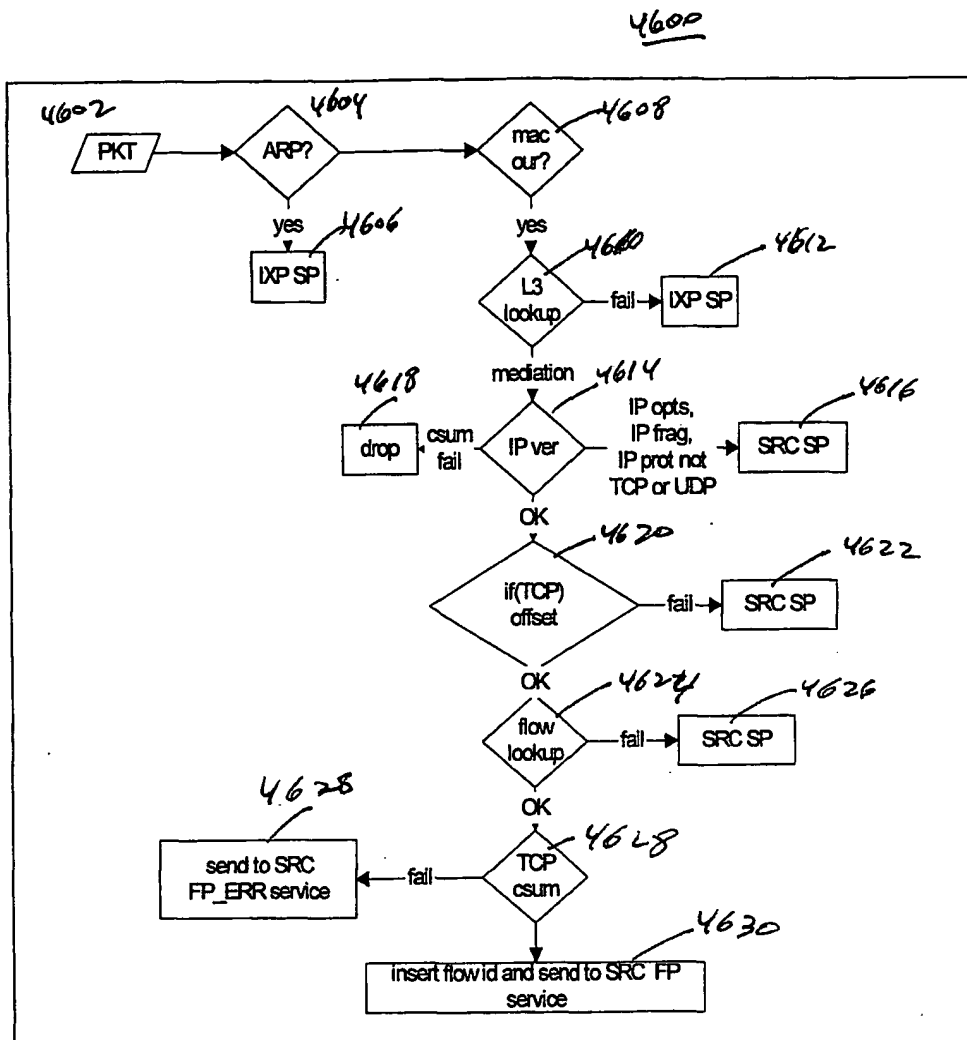 4600
4602
4604
4608
PKT
ARP?
mac
our?
yes
4606
yes
IXP SP
4610
4612
L3
lookup
fail
IXP SP
mediation
4614
4618
4616
drop
csum
fail
IP ver
IP opts,
IP frag,
IP prot not
TCP or UDP
SRC SP
OK
4620
4622
if(TCP)
offset
fail
SRC SP
OK
4624
4626
flow
lookup
fail
SRC SP
4628
OK
4628
send to SRC
FP_ERR service
fail
TCP
csum
4630
insert flow id and send to SRC FP
service